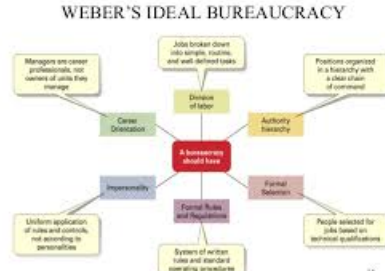 WEBER'S IDEAL BUREAUCRACY
Jobs broken down
into simple, routine,
and well-defined tasks
Managers are career
professionals, not
owners of units they
manage
Positions organized
in a hierarchy with
a clear chain
of command
Division
of labor
Career
Orientation
Authority
hierarchy
A bureaucracy
should have
Impersonality
Formal
Selection
Formal Rules
and Regulations
Uniform application
of rules and controls,
not according to
personalities
People selected for
jobs based on
technical qualifications
System of written
rules and standard
operating procedures